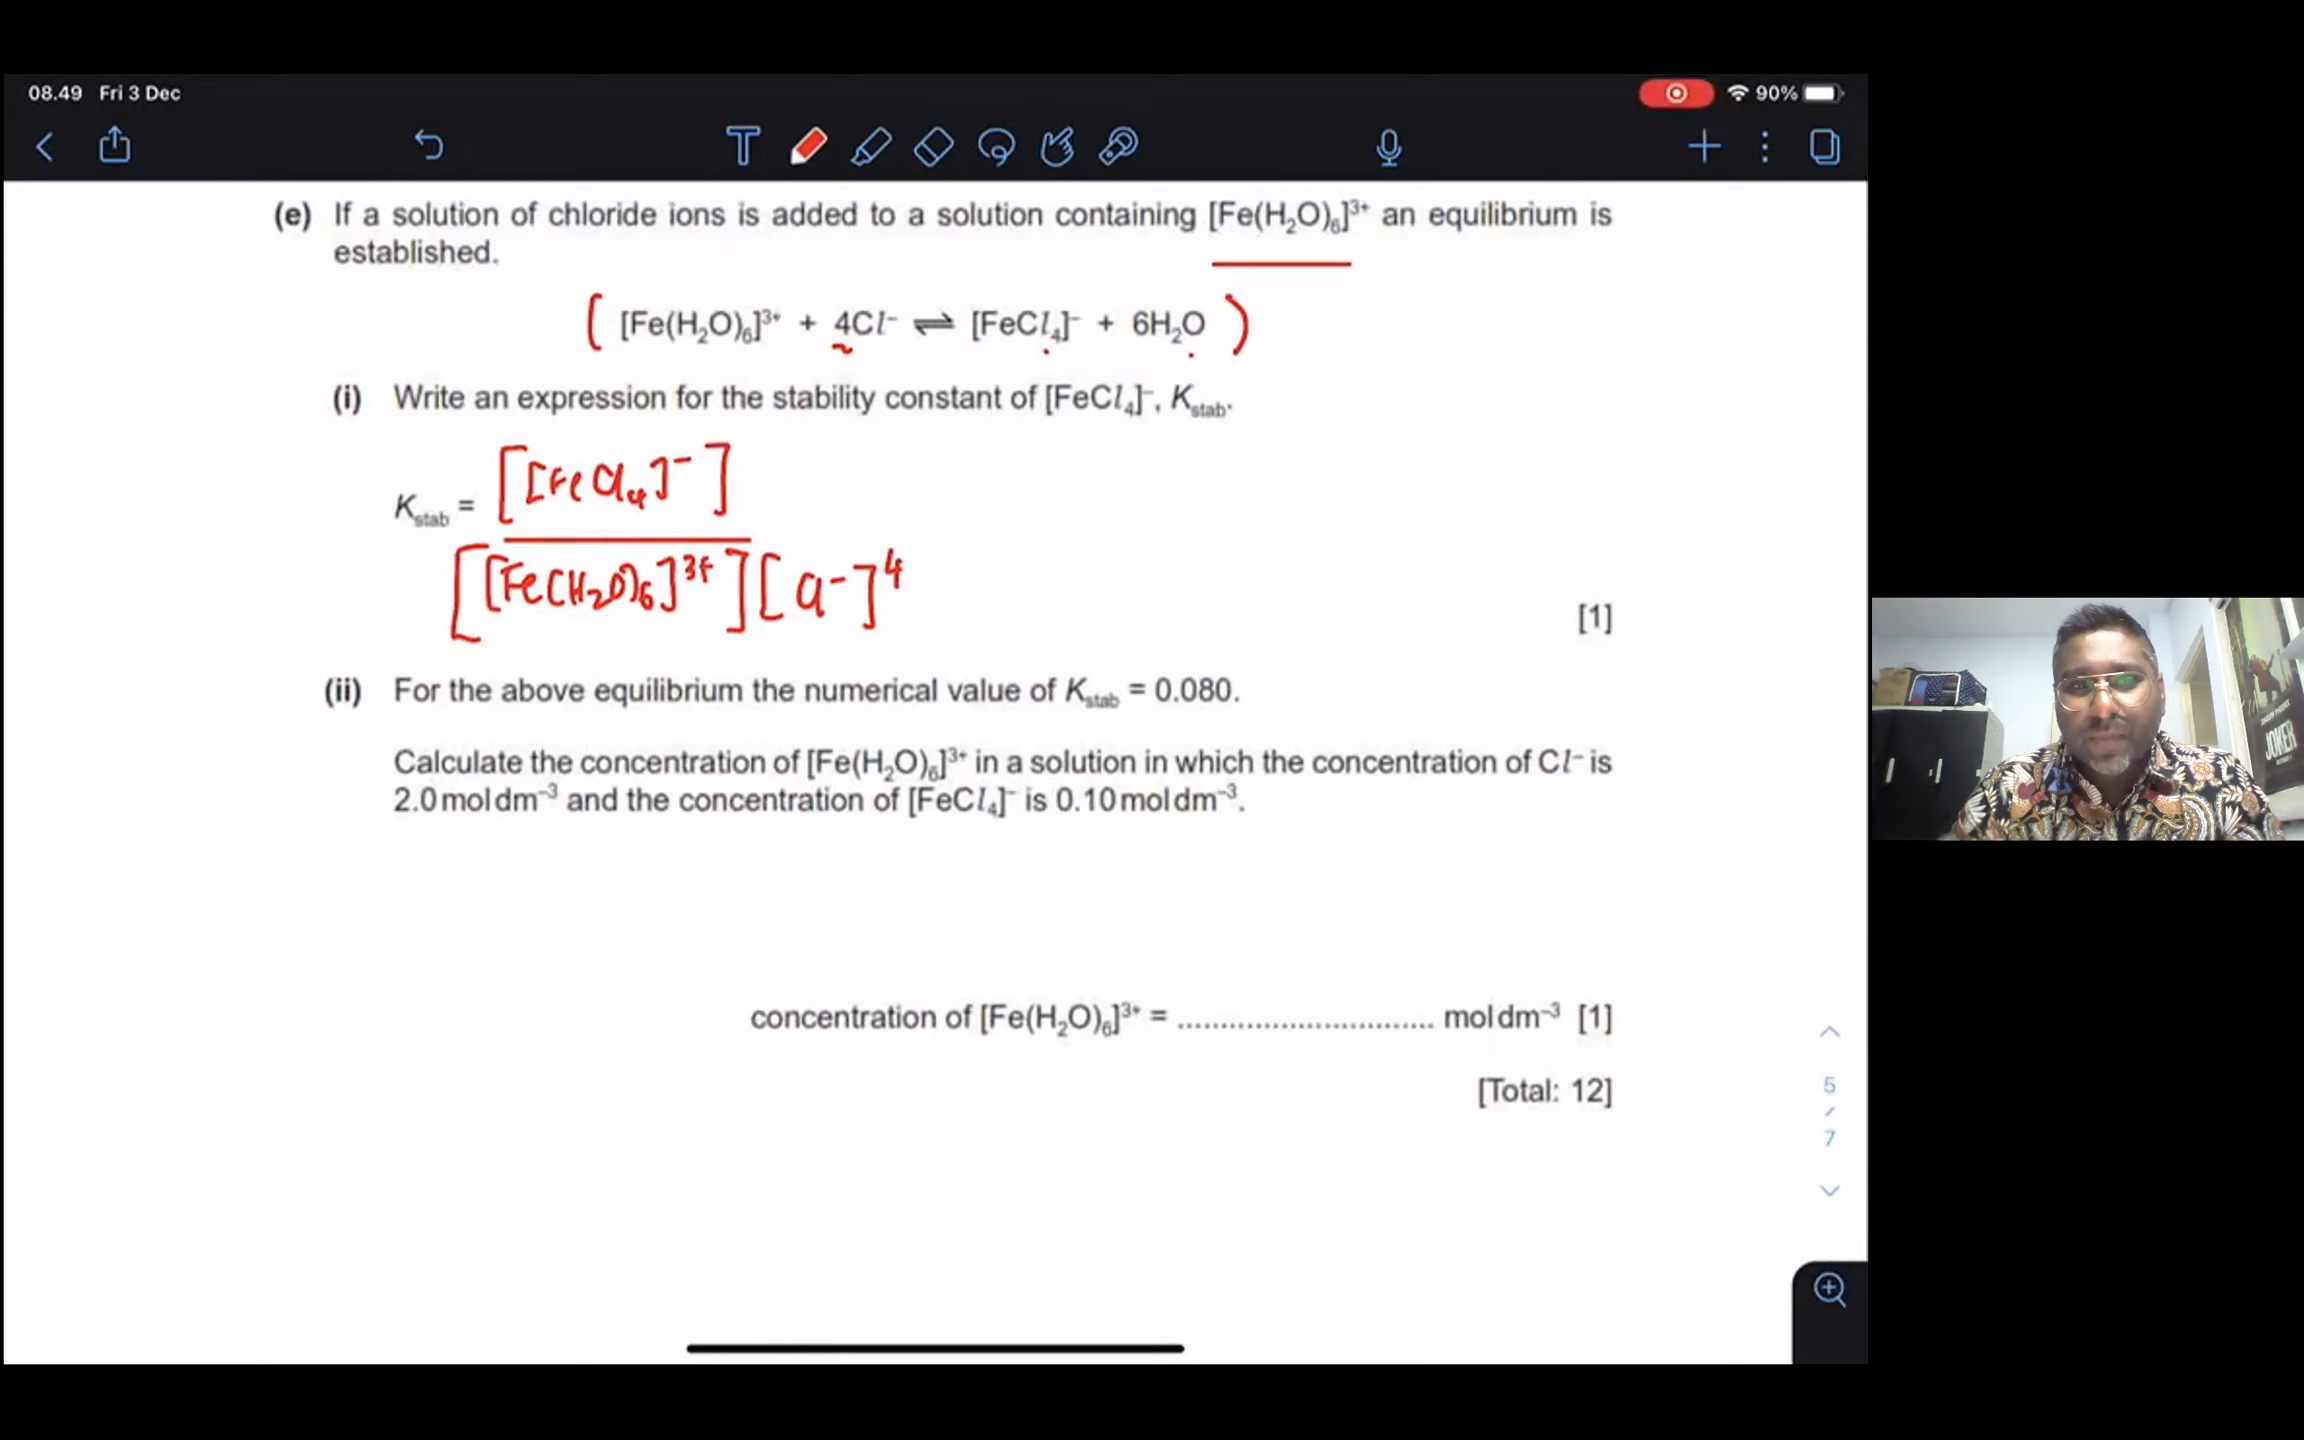 08.49 Fri 3 Dec
90%
T
(e) If a solution of chloride ions is added to a solution containing [Fe(H₂O)₆]³⁺ an equilibrium is
established.
( [Fe(H₂O)₆]³⁺ + 4Cl⁻ ⇌ [FeCl₄]⁻ + 6H₂O )
(i) Write an expression for the stability constant of [FeCl₄]⁻, Kstab.
Kstab = [[FeCl₄]⁻]
[[Fe(H₂O)₆]³⁺][Cl⁻]⁴
[1]
(ii) For the above equilibrium the numerical value of Kstab = 0.080.
Calculate the concentration of [Fe(H₂O)₆]³⁺ in a solution in which the concentration of Cl⁻ is
2.0 mol dm⁻³ and the concentration of [FeCl₄]⁻ is 0.10 mol dm⁻³.
concentration of [Fe(H₂O)₆]³⁺ = .............................. mol dm⁻³ [1]
[Total: 12]
5
/
7
JOKER